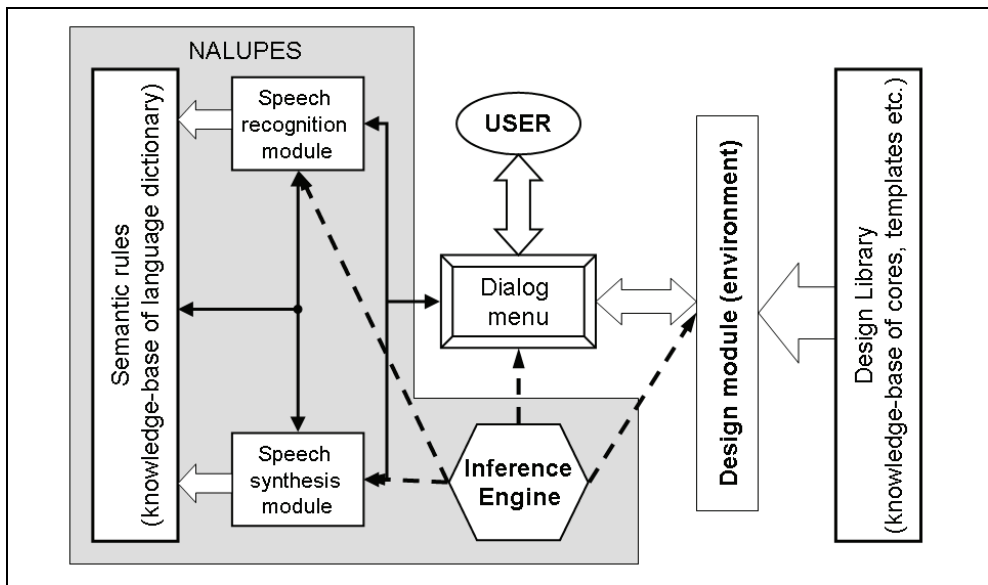 NALUPES
Semantic rules
(knowledge-base of language dictionary)
Speech
recognition
module
Speech
synthesis
module
USER
Dialog
menu
Inference
Engine
Design module (environment)
Design Library
(knowledge-base of cores, templates etc.)